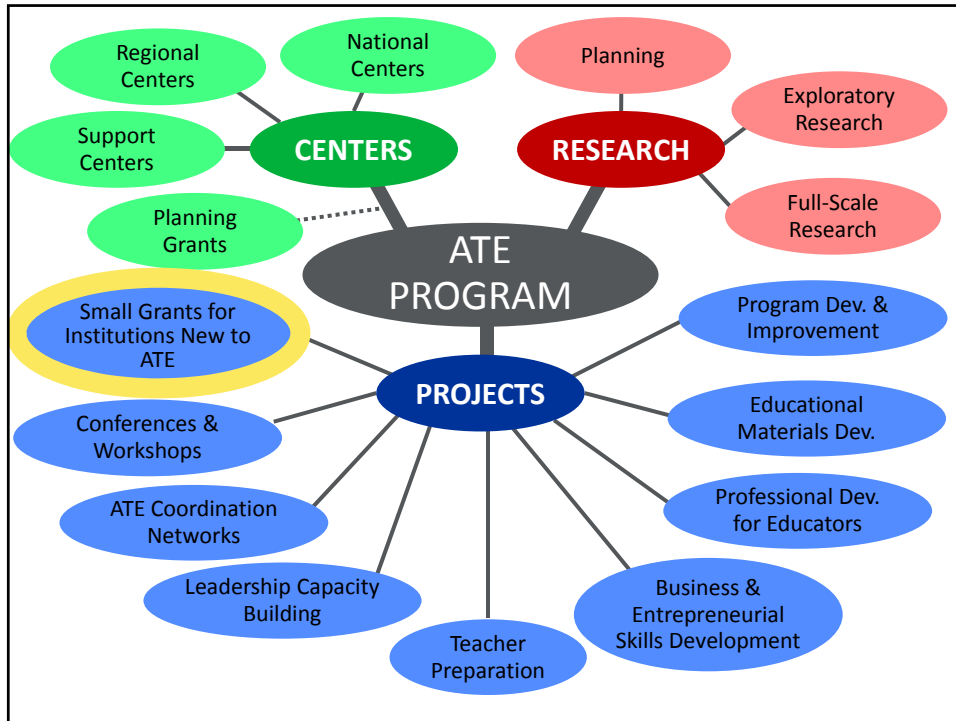 Regional
Centers
National
Centers
Planning
Exploratory
Research
Support
Centers
CENTERS
RESEARCH
Planning
Grants
Full-Scale
Research
ATE
PROGRAM
Small Grants for
Institutions New to
ATE
Program Dev. &
Improvement
PROJECTS
Conferences &
Workshops
Educational
Materials Dev.
ATE Coordination
Networks
Professional Dev.
for Educators
Leadership Capacity
Building
Business &
Entrepreneurial
Skills Development
Teacher
Preparation